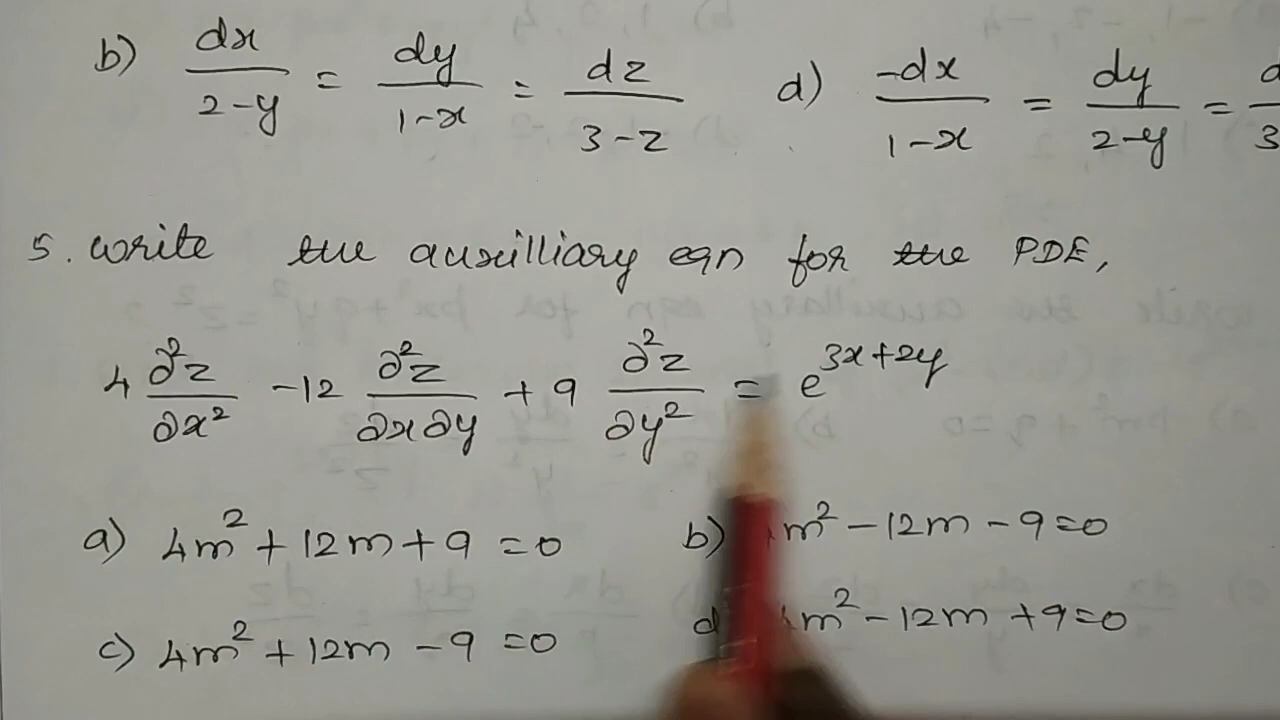 b) dx/2-y = dy/1-x = dz/3-z d) -dx/1-x = dy/2-y =
5. write the auxilliary eqn for the PDE,
4 ∂²z/∂x² -12 ∂²z/∂x∂y + 9 ∂²z/∂y² = e^{3x+2y}
a) 4m² + 12m + 9 = 0 b) m² - 12m - 9 = 0
c) 4m² + 12m - 9 = 0 d 4m² - 12m + 9 = 0